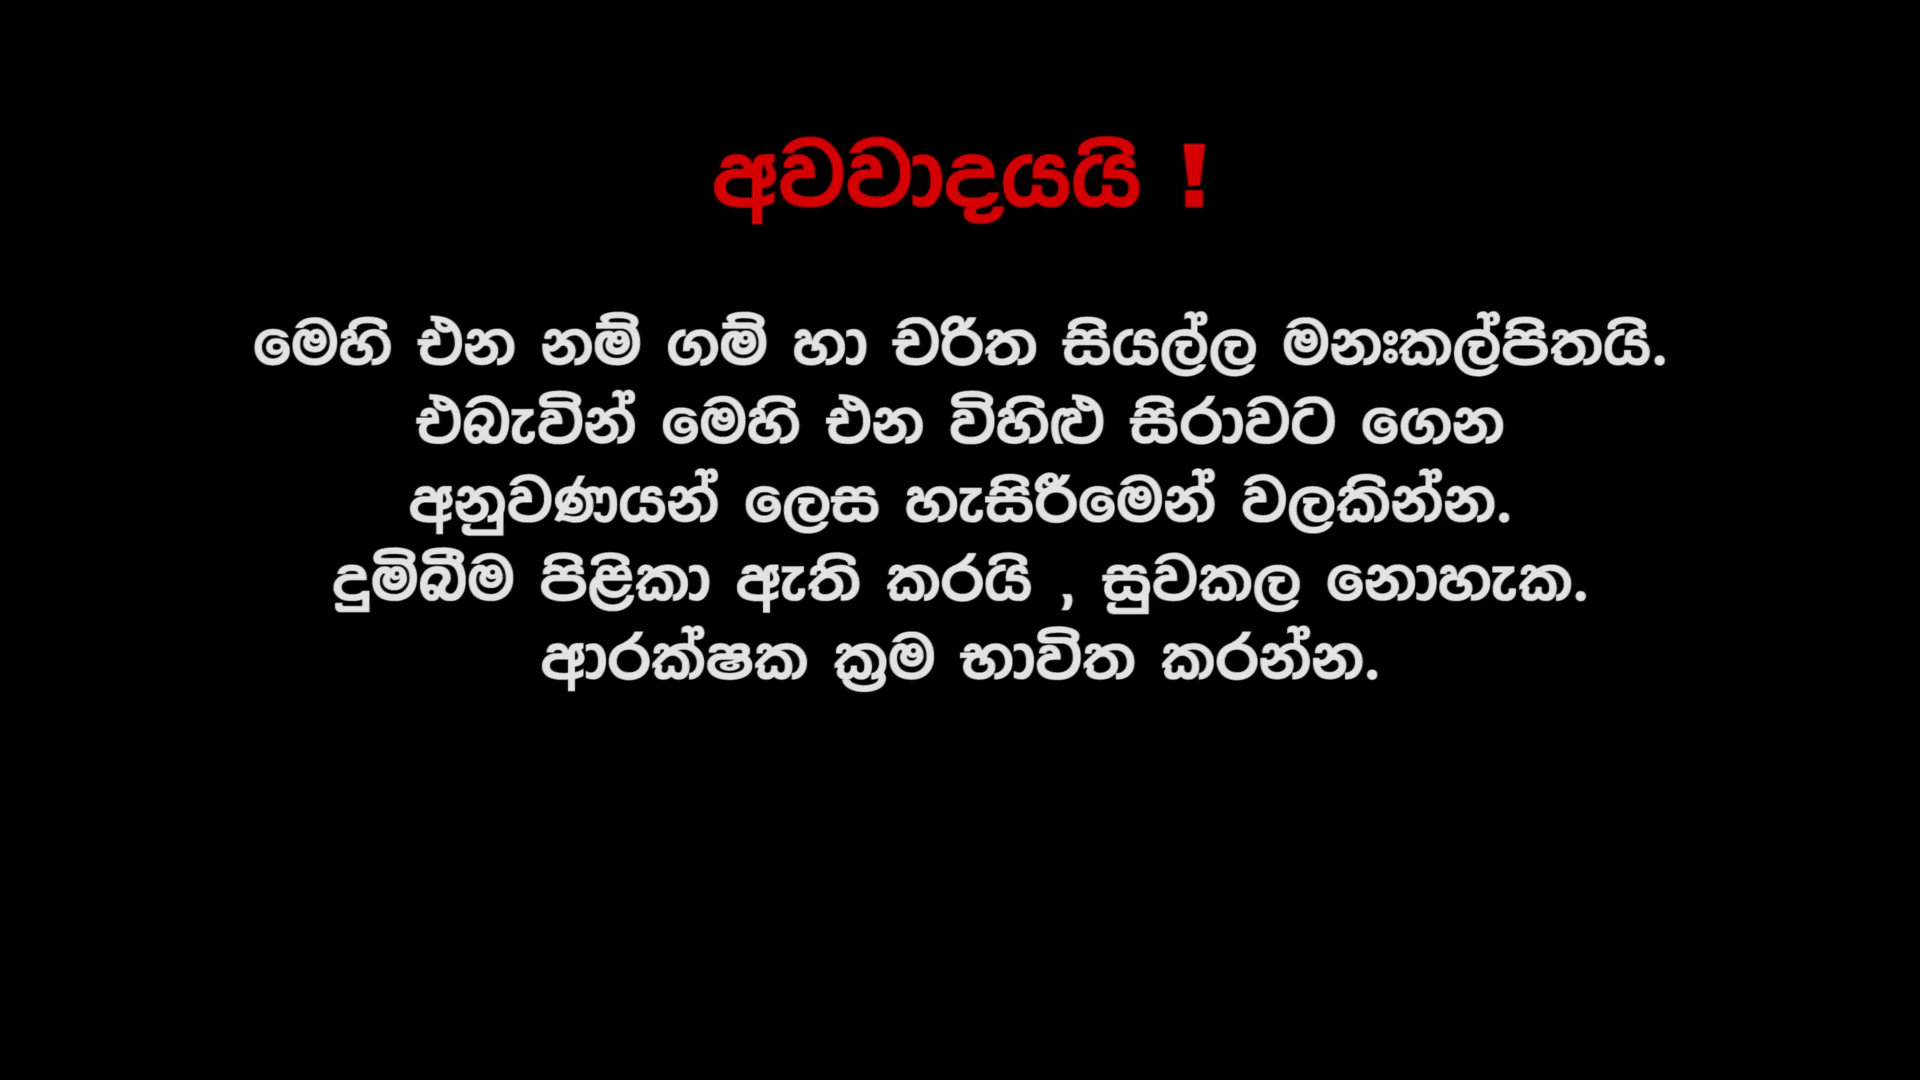 අවවාදයයි !
මෙහි එන නම් ගම් හා චරිත සියල්ල මනඃකල්පිතයි.
එබැවින් මෙහි එන විහිළු සිරාවට ගෙන
අනුවණයන් ලෙස හැසිරීමෙන් වලකින්න.
දුම්බීම පිළිකා ඇති කරයි , සුවකල නොහැක.
ආරක්ෂක ක්‍රම භාවිත කරන්න.